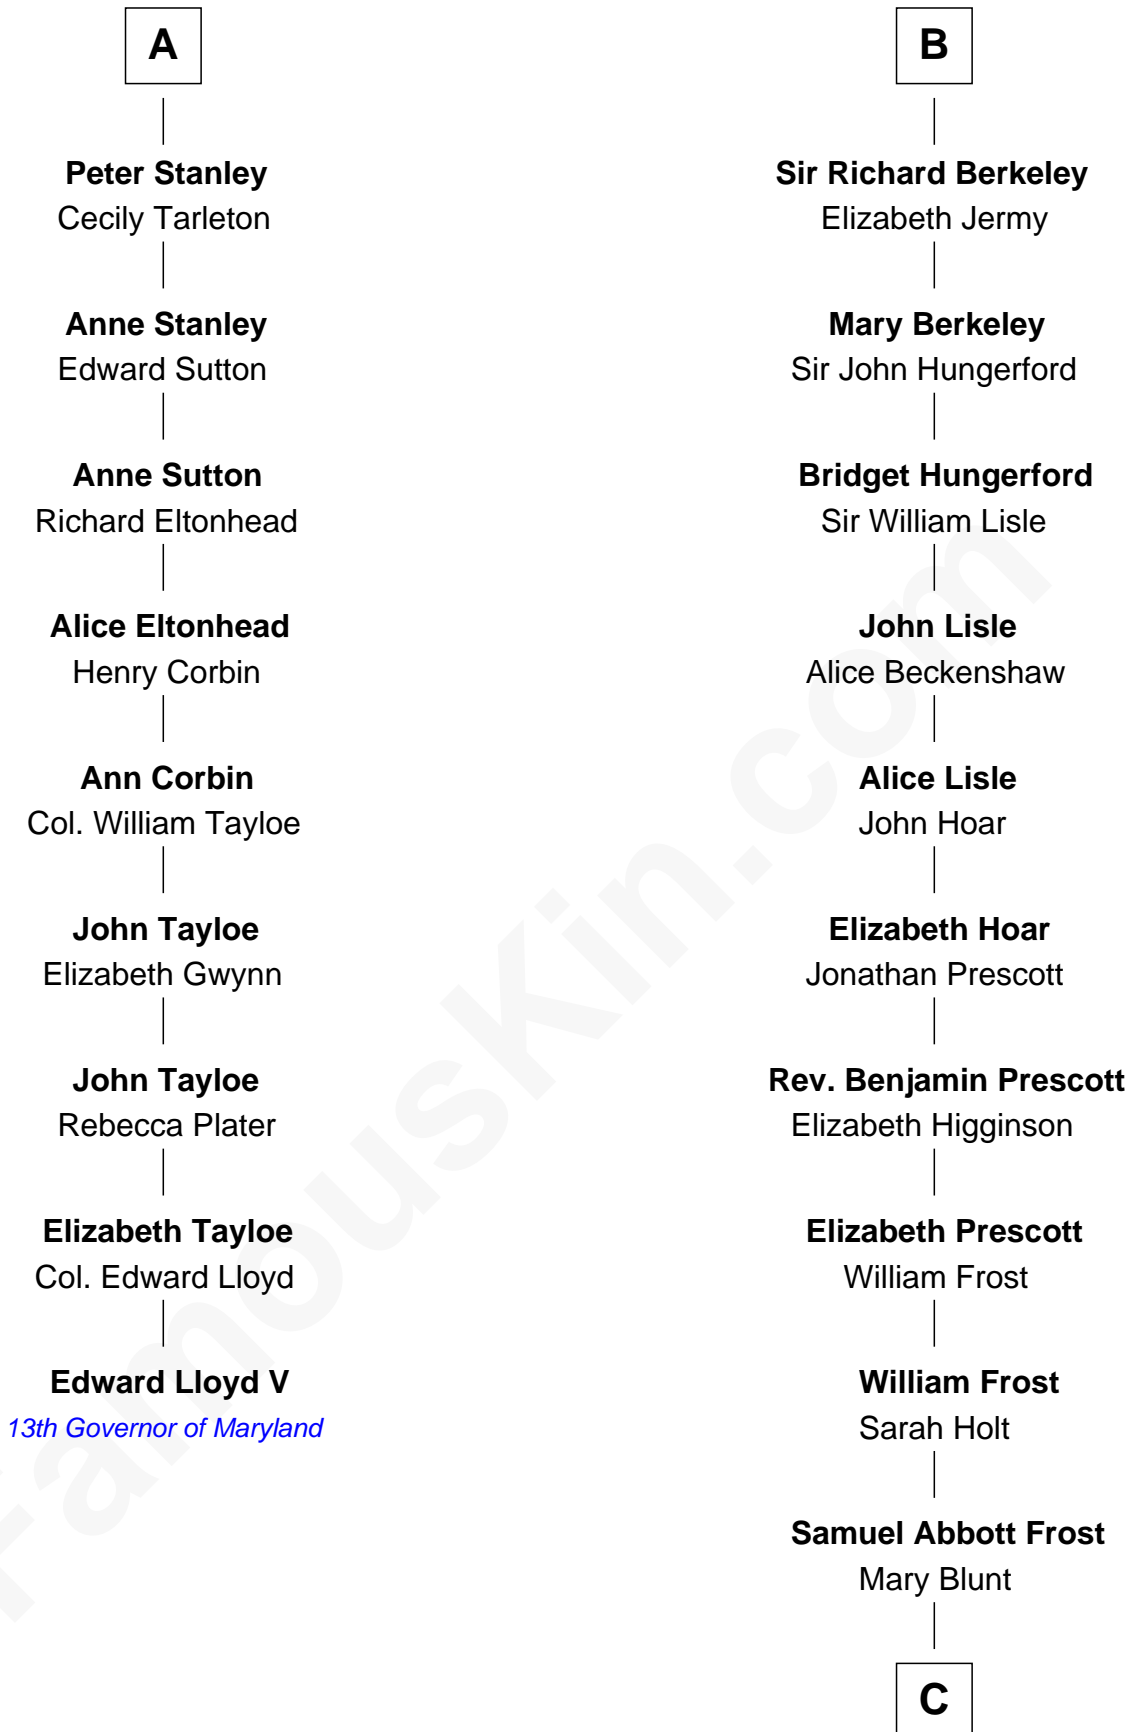 A
Peter Stanley
Cecily Tarleton
Anne Stanley
Edward Sutton
Anne Sutton
Richard Eltonhead
Alice Eltonhead
Henry Corbin
Ann Corbin
Col. William Tayloe
John Tayloe
Elizabeth Gwynn
John Tayloe
Rebecca Plater
Elizabeth Tayloe
Col. Edward Lloyd
Edward Lloyd V
13th Governor of Maryland
B
Sir Richard Berkeley
Elizabeth Jermy
Mary Berkeley
Sir John Hungerford
Bridget Hungerford
Sir William Lisle
John Lisle
Alice Beckenshaw
Alice Lisle
John Hoar
Elizabeth Hoar
Jonathan Prescott
Rev. Benjamin Prescott
Elizabeth Higginson
Elizabeth Prescott
William Frost
William Frost
Sarah Holt
Samuel Abbott Frost
Mary Blunt
C
FamousKin.com